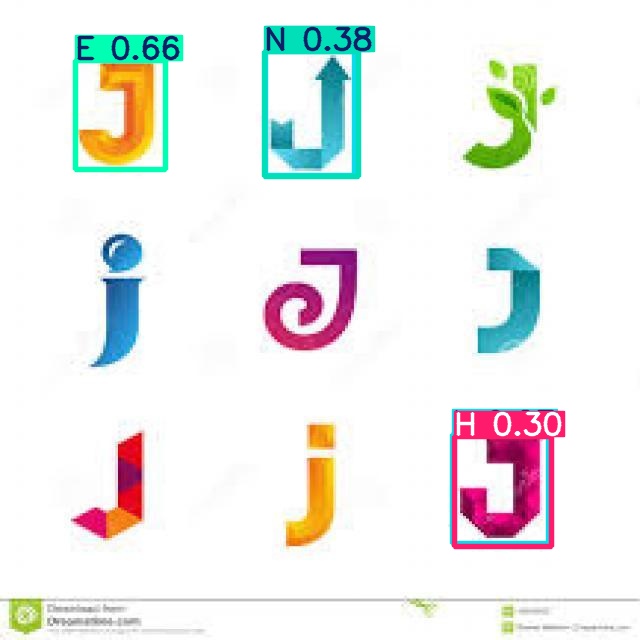 E 0.66 N 0.38
J J J
j J J
J j H 0.30
J
Download from
Dreamstime.com